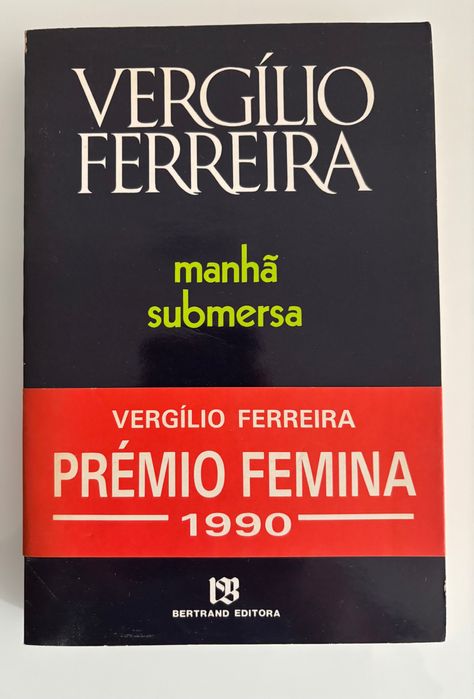 VERGÍLIO
FERREIRA
manhã
submersa
VERGÍLIO FERREIRA
PRÉMIO FEMINA
1990
BERTRAND EDITORA